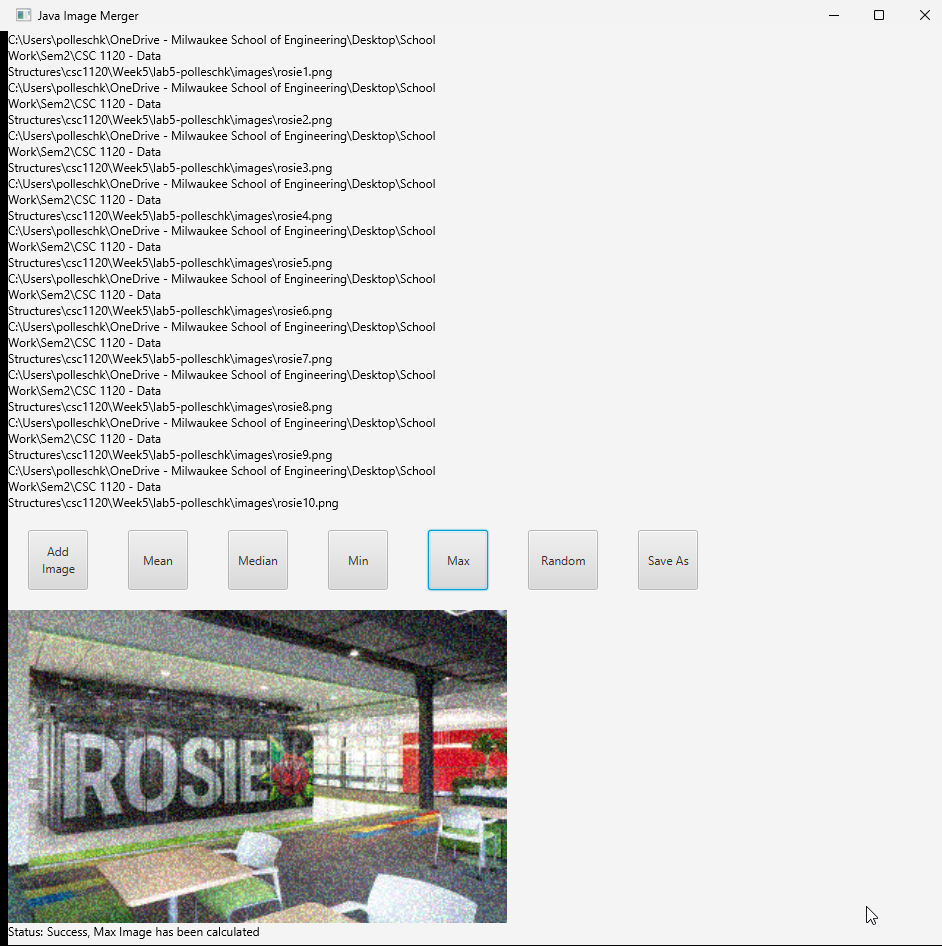 Java Image Merger
C:\Users\polleschk\OneDrive - Milwaukee School of Engineering\Desktop\School
Work\Sem2\CSC 1120 - Data
Structures\csc1120\Week5\lab5-polleschk\images\rosie1.png
C:\Users\polleschk\OneDrive - Milwaukee School of Engineering\Desktop\School
Work\Sem2\CSC 1120 - Data
Structures\csc1120\Week5\lab5-polleschk\images\rosie2.png
C:\Users\polleschk\OneDrive - Milwaukee School of Engineering\Desktop\School
Work\Sem2\CSC 1120 - Data
Structures\csc1120\Week5\lab5-polleschk\images\rosie3.png
C:\Users\polleschk\OneDrive - Milwaukee School of Engineering\Desktop\School
Work\Sem2\CSC 1120 - Data
Structures\csc1120\Week5\lab5-polleschk\images\rosie4.png
C:\Users\polleschk\OneDrive - Milwaukee School of Engineering\Desktop\School
Work\Sem2\CSC 1120 - Data
Structures\csc1120\Week5\lab5-polleschk\images\rosie5.png
C:\Users\polleschk\OneDrive - Milwaukee School of Engineering\Desktop\School
Work\Sem2\CSC 1120 - Data
Structures\csc1120\Week5\lab5-polleschk\images\rosie6.png
C:\Users\polleschk\OneDrive - Milwaukee School of Engineering\Desktop\School
Work\Sem2\CSC 1120 - Data
Structures\csc1120\Week5\lab5-polleschk\images\rosie7.png
C:\Users\polleschk\OneDrive - Milwaukee School of Engineering\Desktop\School
Work\Sem2\CSC 1120 - Data
Structures\csc1120\Week5\lab5-polleschk\images\rosie8.png
C:\Users\polleschk\OneDrive - Milwaukee School of Engineering\Desktop\School
Work\Sem2\CSC 1120 - Data
Structures\csc1120\Week5\lab5-polleschk\images\rosie9.png
C:\Users\polleschk\OneDrive - Milwaukee School of Engineering\Desktop\School
Work\Sem2\CSC 1120 - Data
Structures\csc1120\Week5\lab5-polleschk\images\rosie10.png
Add
Image
Mean
Median
Min
Max
Random
Save As
ROSIE
Status: Success, Max Image has been calculated